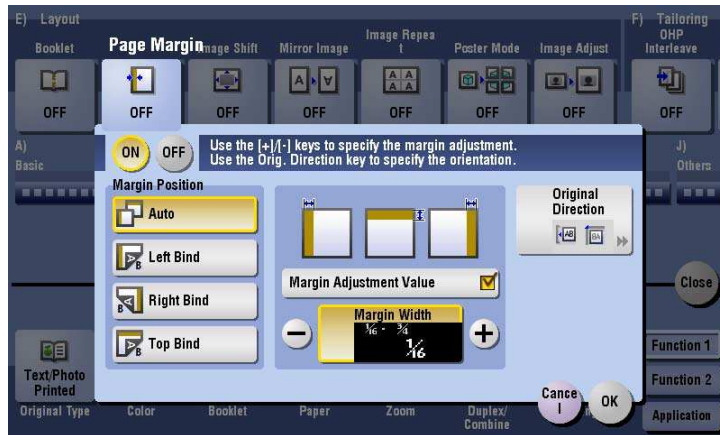 E) Layout
F) Tailoring
Booklet
Page Margin
Image Shift
Mirror Image
Image Repea
t
Poster Mode
Image Adjust
OHP
Interleave
OFF
OFF
OFF
OFF
OFF
OFF
OFF
OFF
A)
Basic
J)
Others
ON
OFF
Use the [+]/[-] keys to specify the margin adjustment.
Use the Orig. Direction key to specify the orientation.
Margin Position
Auto
Left Bind
Right Bind
Top Bind
Margin Adjustment Value
Margin Width
1/16 - 3/4
1/16
Original
Direction
Close
Text/Photo
Printed
Original Type
Color
Booklet
Paper
Zoom
Duplex/
Combine
Cance
l
OK
Function 1
Function 2
Application